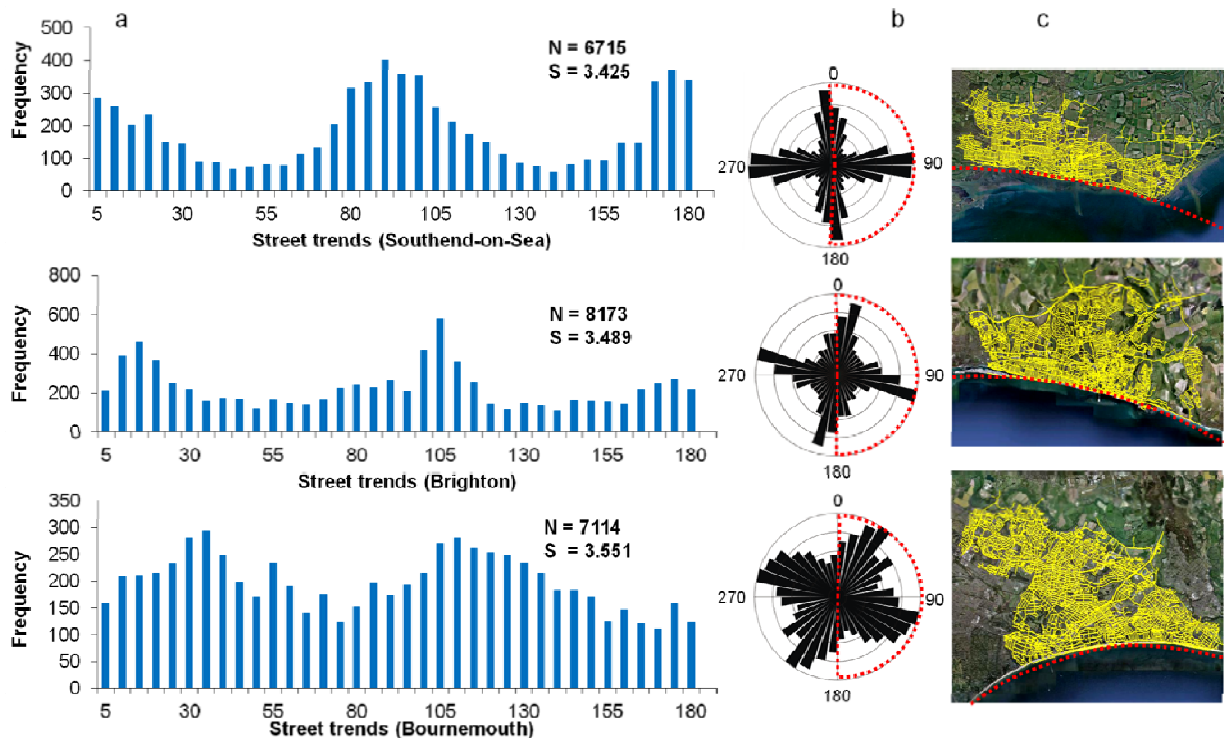 a
b
c
500
400
300
200
100
0
Frequency
N = 6715
S = 3.425
5 30 55 80 105 130 155 180
Street trends (Southend-on-Sea)
0
270
90
180
800
600
400
200
0
Frequency
N = 8173
S = 3.489
5 30 55 80 105 130 155 180
Street trends (Brighton)
0
270
90
180
350
300
250
200
150
100
50
0
Frequency
N = 7114
S = 3.551
5 30 55 80 105 130 155 180
Street trends (Bournemouth)
0
270
90
180